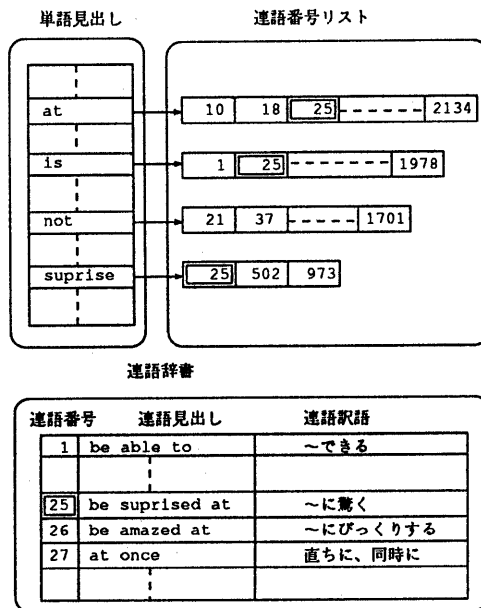 単語見出し 連語番号リスト
at 10 18 25 2134
is 1 25 1978
not 21 37 1701
suprise 25 502 973
連語辞書
連語番号 連語見出し 連語訳語
1 be able to ~できる
25 be suprised at ~に驚く
26 be amazed at ~にびっくりする
27 at once 直ちに、同時に